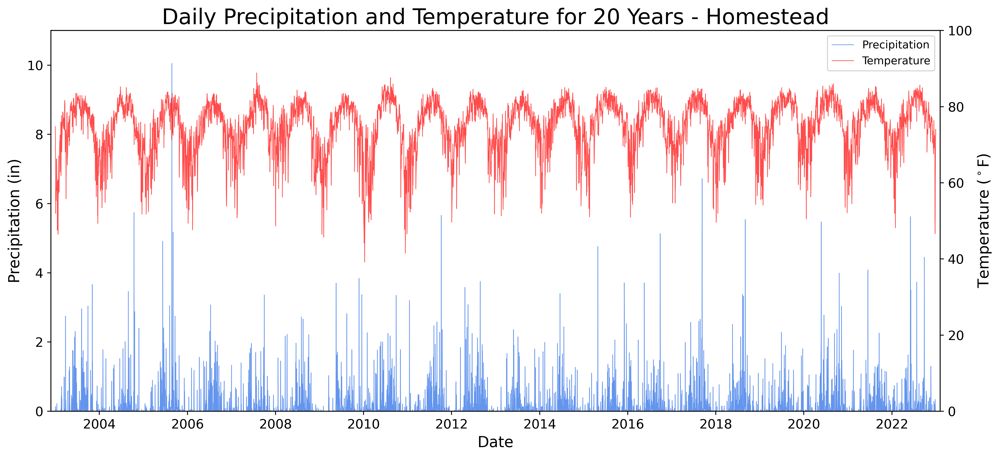 Daily Precipitation and Temperature for 20 Years - Homestead
Precipitation
Temperature
Precipitation (in)
10
8
6
4
2
0
100
80
60
40
20
0
Temperature (°F)
2004 2006 2008 2010 2012 2014 2016 2018 2020 2022
Date